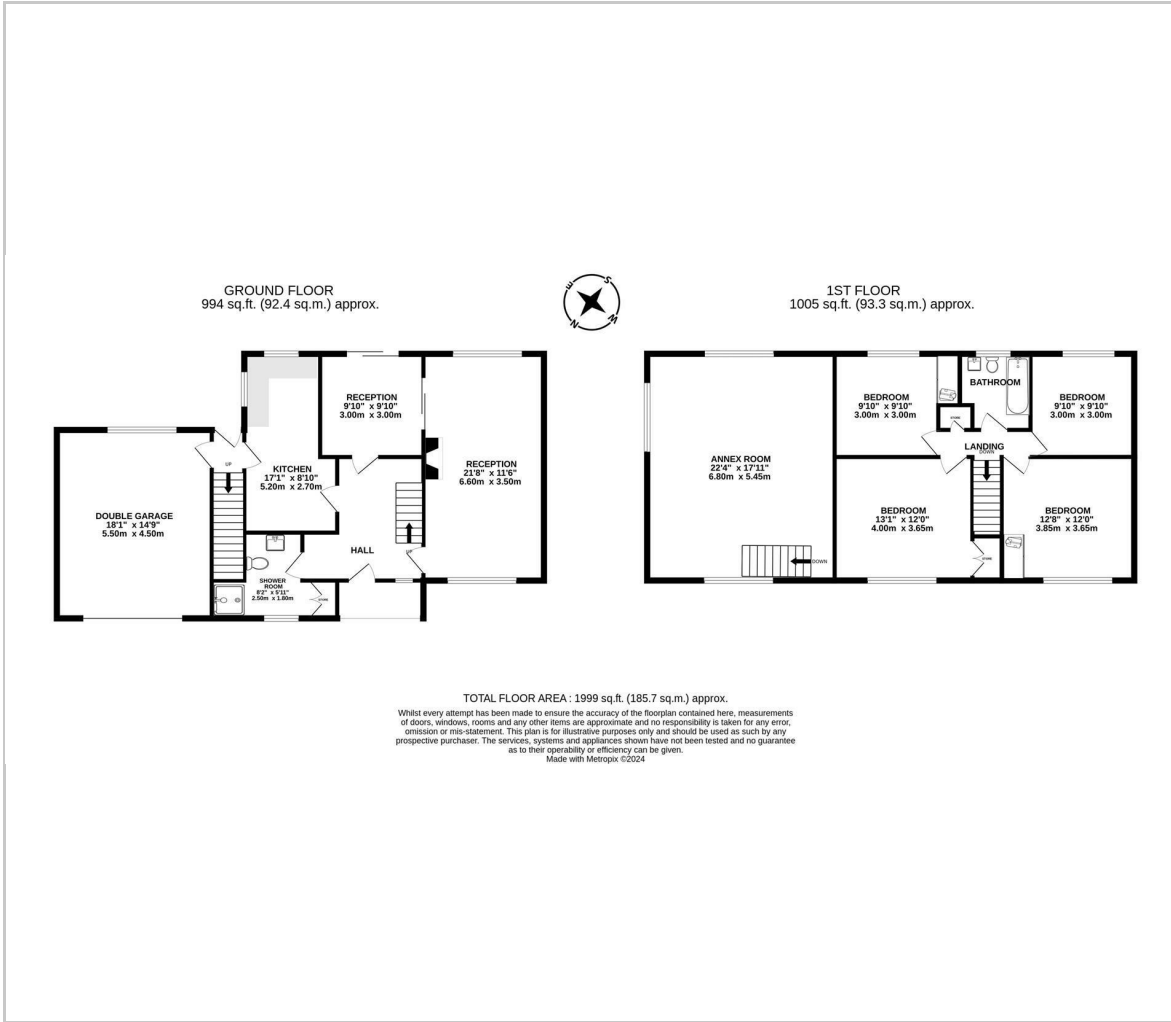 GROUND FLOOR
994 sq.ft. (92.4 sq.m.) approx.
E
S
N
W
1ST FLOOR
1005 sq.ft. (93.3 sq.m.) approx.
RECEPTION
9'10" x 9'10"
3.00m x 3.00m
RECEPTION
21'8" x 11'6"
6.60m x 3.50m
UP
KITCHEN
17'1" x 8'10"
5.20m x 2.70m
DOUBLE GARAGE
18'1" x 14'9"
5.50m x 4.50m
HALL
UP
SHOWER
ROOM
8'2" x 5'11"
2.50m x 1.80m
STORE
ANNEX ROOM
22'4" x 17'11"
6.80m x 5.45m
DOWN
BEDROOM
9'10" x 9'10"
3.00m x 3.00m
STORE
BATHROOM
BEDROOM
9'10" x 9'10"
3.00m x 3.00m
LANDING
DOWN
BEDROOM
13'1" x 12'0"
4.00m x 3.65m
STORE
BEDROOM
12'8" x 12'0"
3.85m x 3.65m
TOTAL FLOOR AREA : 1999 sq.ft. (185.7 sq.m.) approx.
Whilst every attempt has been made to ensure the accuracy of the floorplan contained here, measurements
of doors, windows, rooms and any other items are approximate and no responsibility is taken for any error,
omission or mis-statement. This plan is for illustrative purposes only and should be used as such by any
prospective purchaser. The services, systems and appliances shown have not been tested and no guarantee
as to their operability or efficiency can be given.
Made with Metropix ©2024